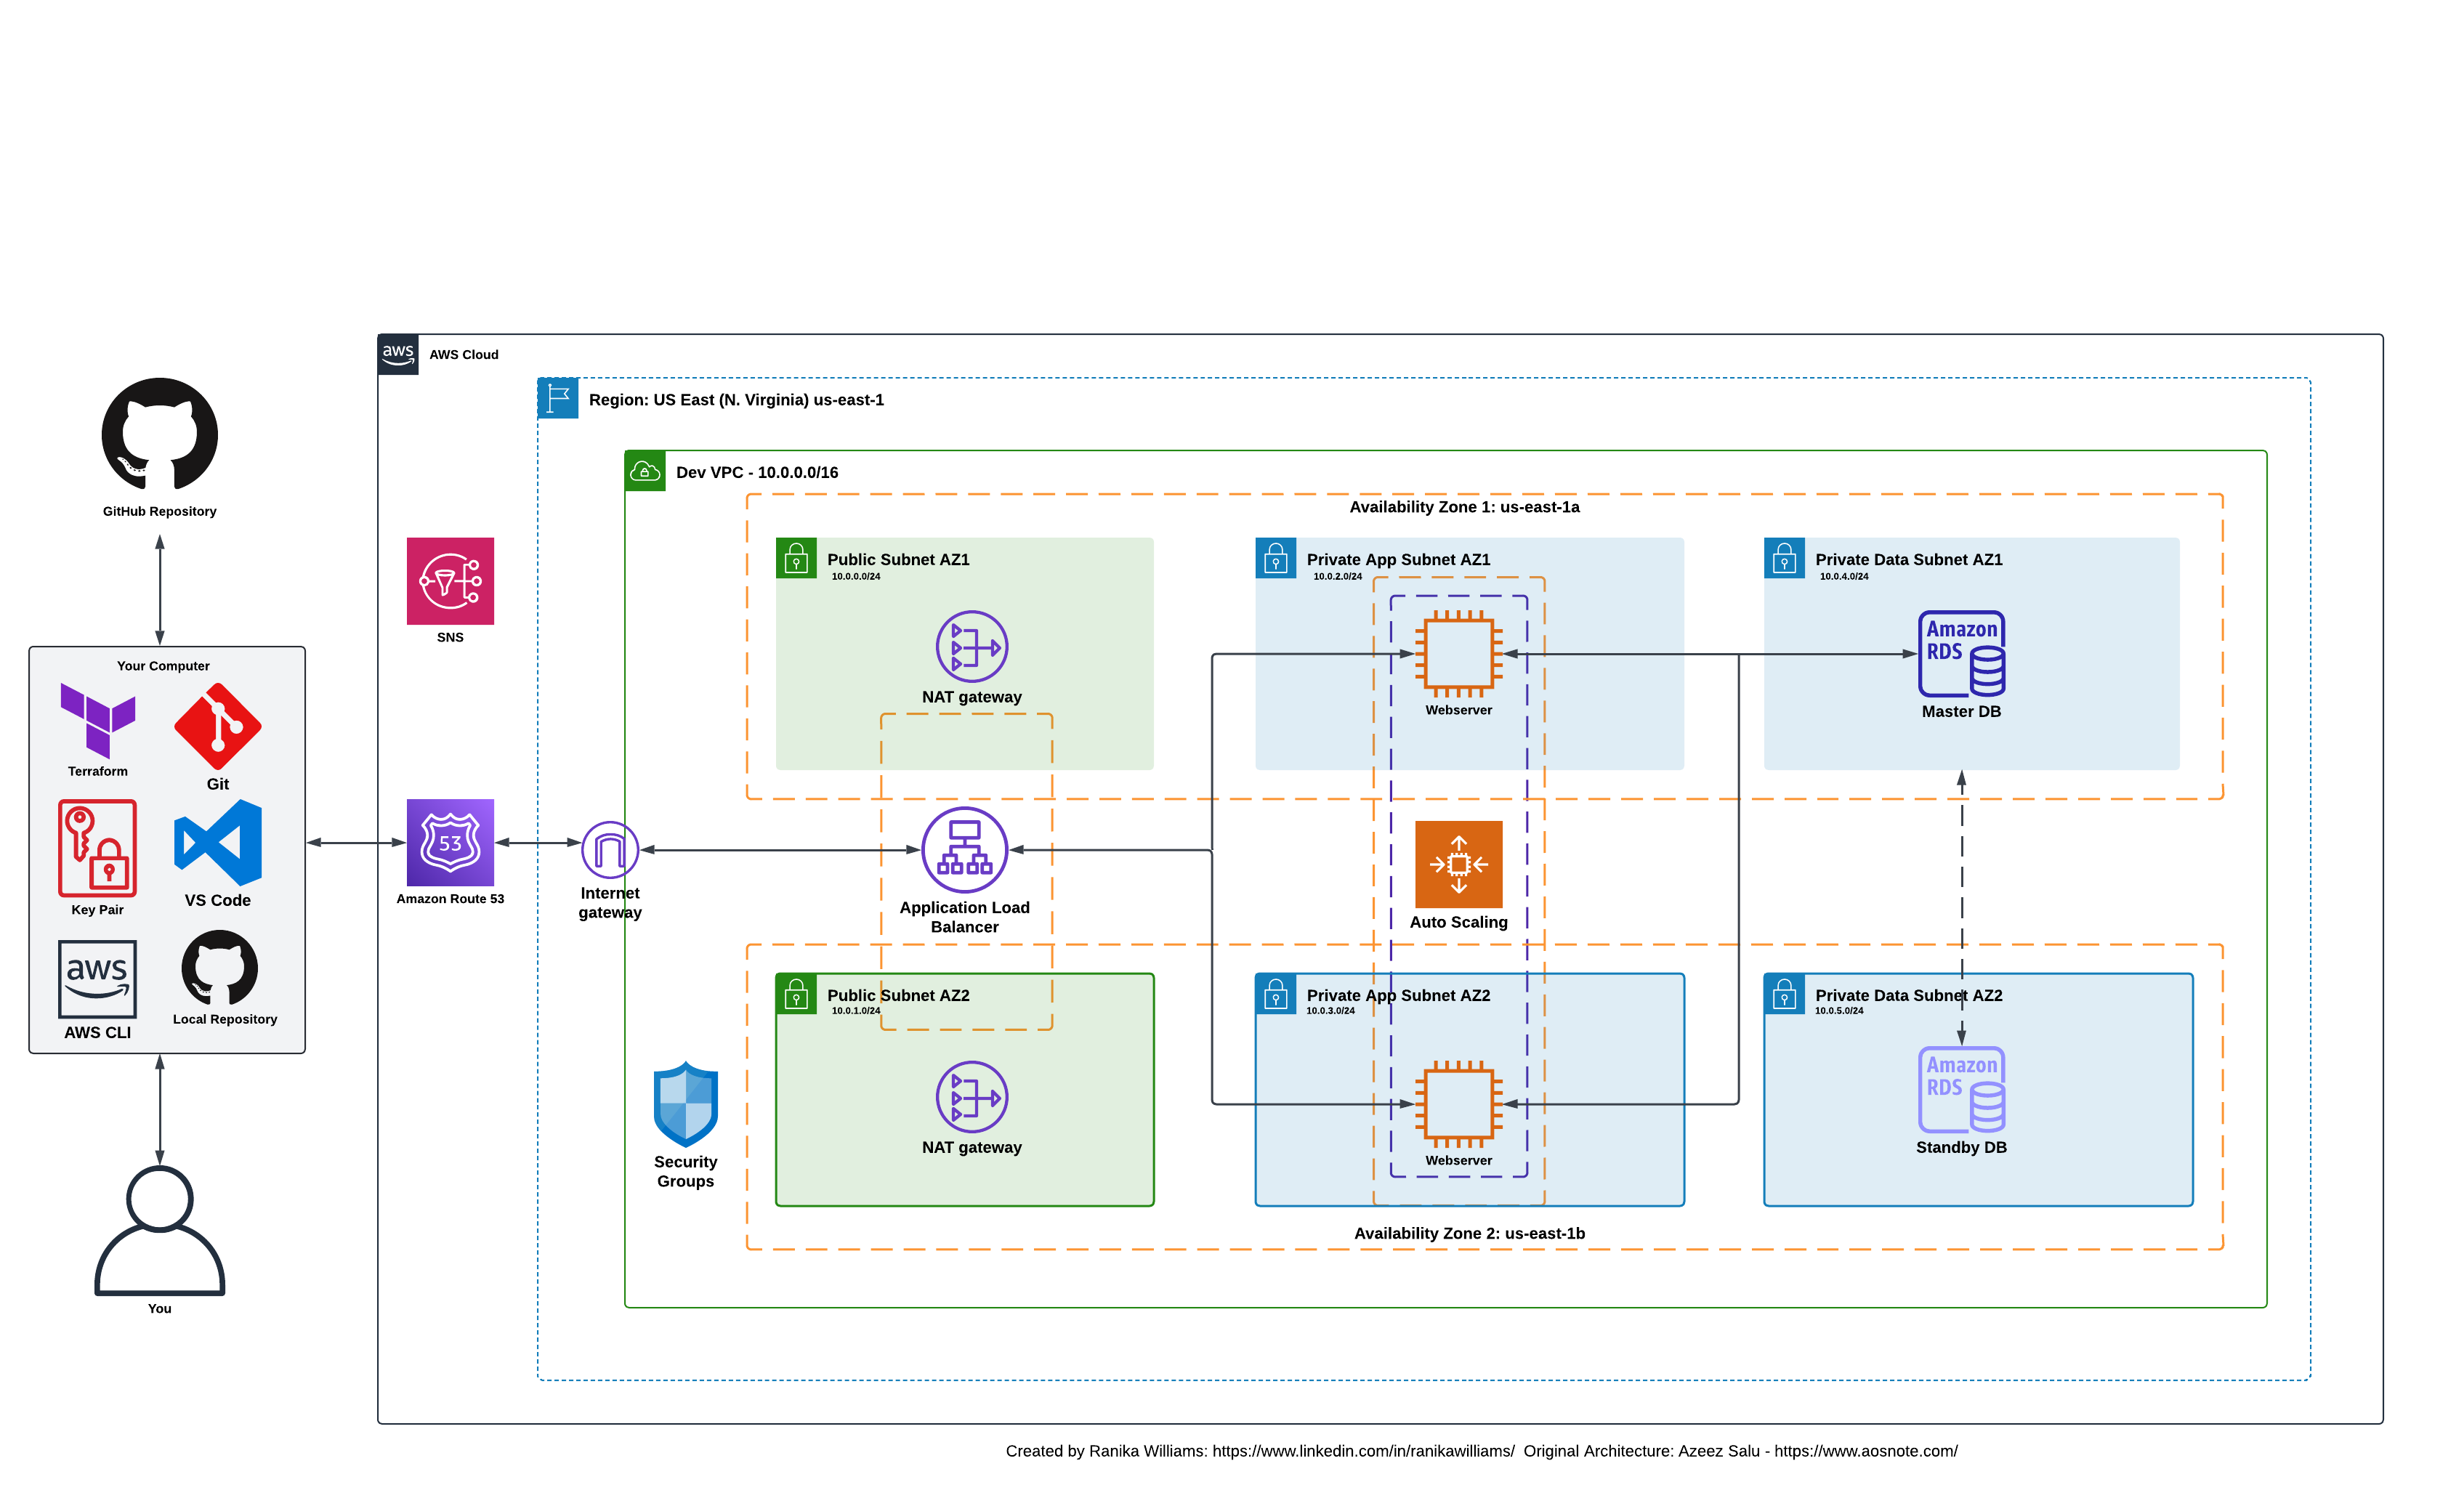 aws
AWS Cloud
Region: US East (N. Virginia) us-east-1
GitHub Repository
Dev VPC - 10.0.0.0/16
Availability Zone 1: us-east-1a
Public Subnet AZ1
10.0.0.0/24
Private App Subnet AZ1
10.0.2.0/24
Private Data Subnet AZ1
10.0.4.0/24
SNS
Amazon
RDS
Your Computer
NAT gateway
Webserver
Master DB
Terraform
Git
53
Key Pair
VS Code
Amazon Route 53
Internet
gateway
Application Load
Balancer
Auto Scaling
aws
AWS CLI
Local Repository
Public Subnet AZ2
10.0.1.0/24
Private App Subnet AZ2
10.0.3.0/24
Private Data Subnet AZ2
10.0.5.0/24
Amazon
RDS
Security
Groups
NAT gateway
Webserver
Standby DB
Availability Zone 2: us-east-1b
You
Created by Ranika Williams: https://www.linkedin.com/in/ranikawilliams/  Original Architecture: Azeez Salu - https://www.aosnote.com/